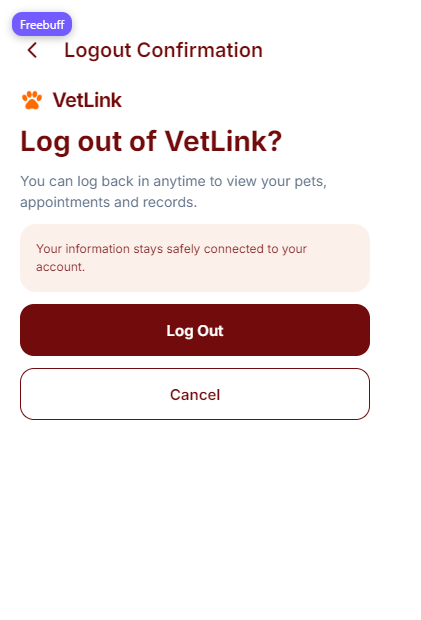 Freebuff
Logout Confirmation
VetLink
Log out of VetLink?
You can log back in anytime to view your pets,
appointments and records.
Your information stays safely connected to your
account.
Log Out
Cancel